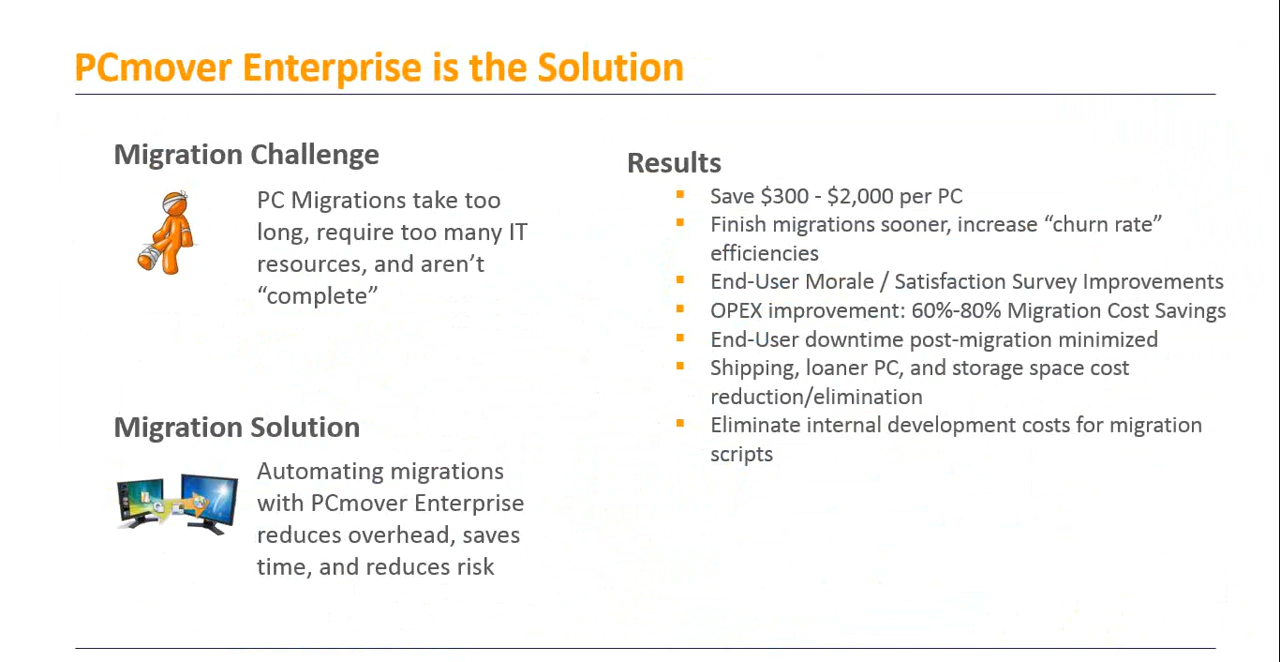 PCmover Enterprise is the Solution
Migration Challenge
PC Migrations take too
long, require too many IT
resources, and aren’t
“complete”
Migration Solution
Automating migrations
with PCmover Enterprise
reduces overhead, saves
time, and reduces risk
Results
Save $300 - $2,000 per PC
Finish migrations sooner, increase “churn rate”
efficiencies
End-User Morale / Satisfaction Survey Improvements
OPEX improvement: 60%-80% Migration Cost Savings
End-User downtime post-migration minimized
Shipping, loaner PC, and storage space cost
reduction/elimination
Eliminate internal development costs for migration
scripts